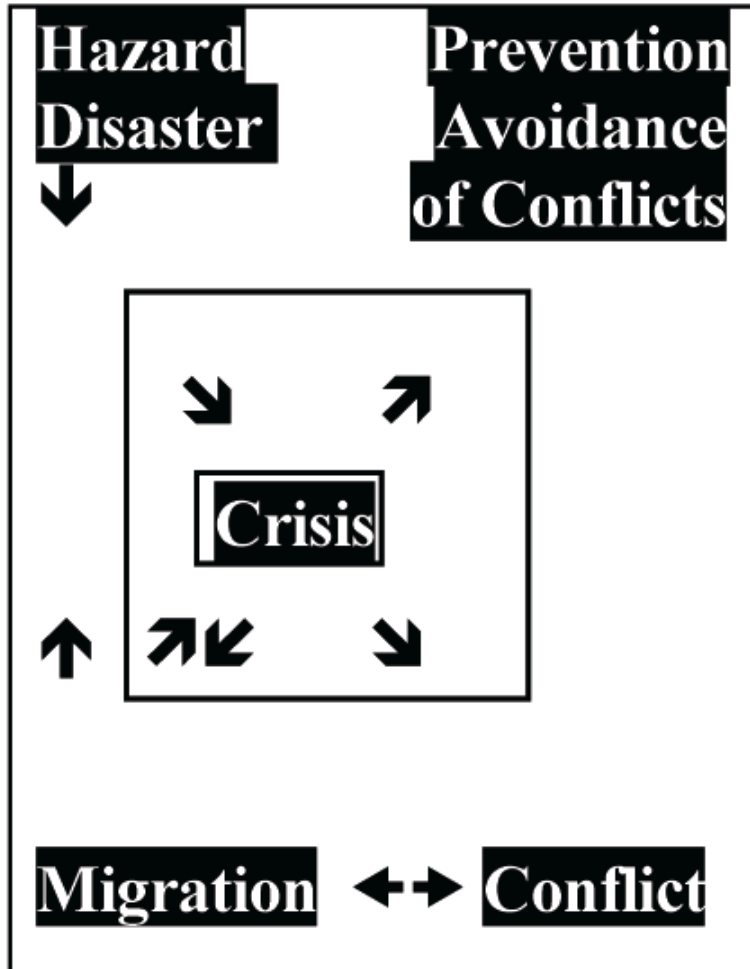 Hazard
Disaster
Prevention
Avoidance
of Conflicts
Crisis
Migration
Conflict